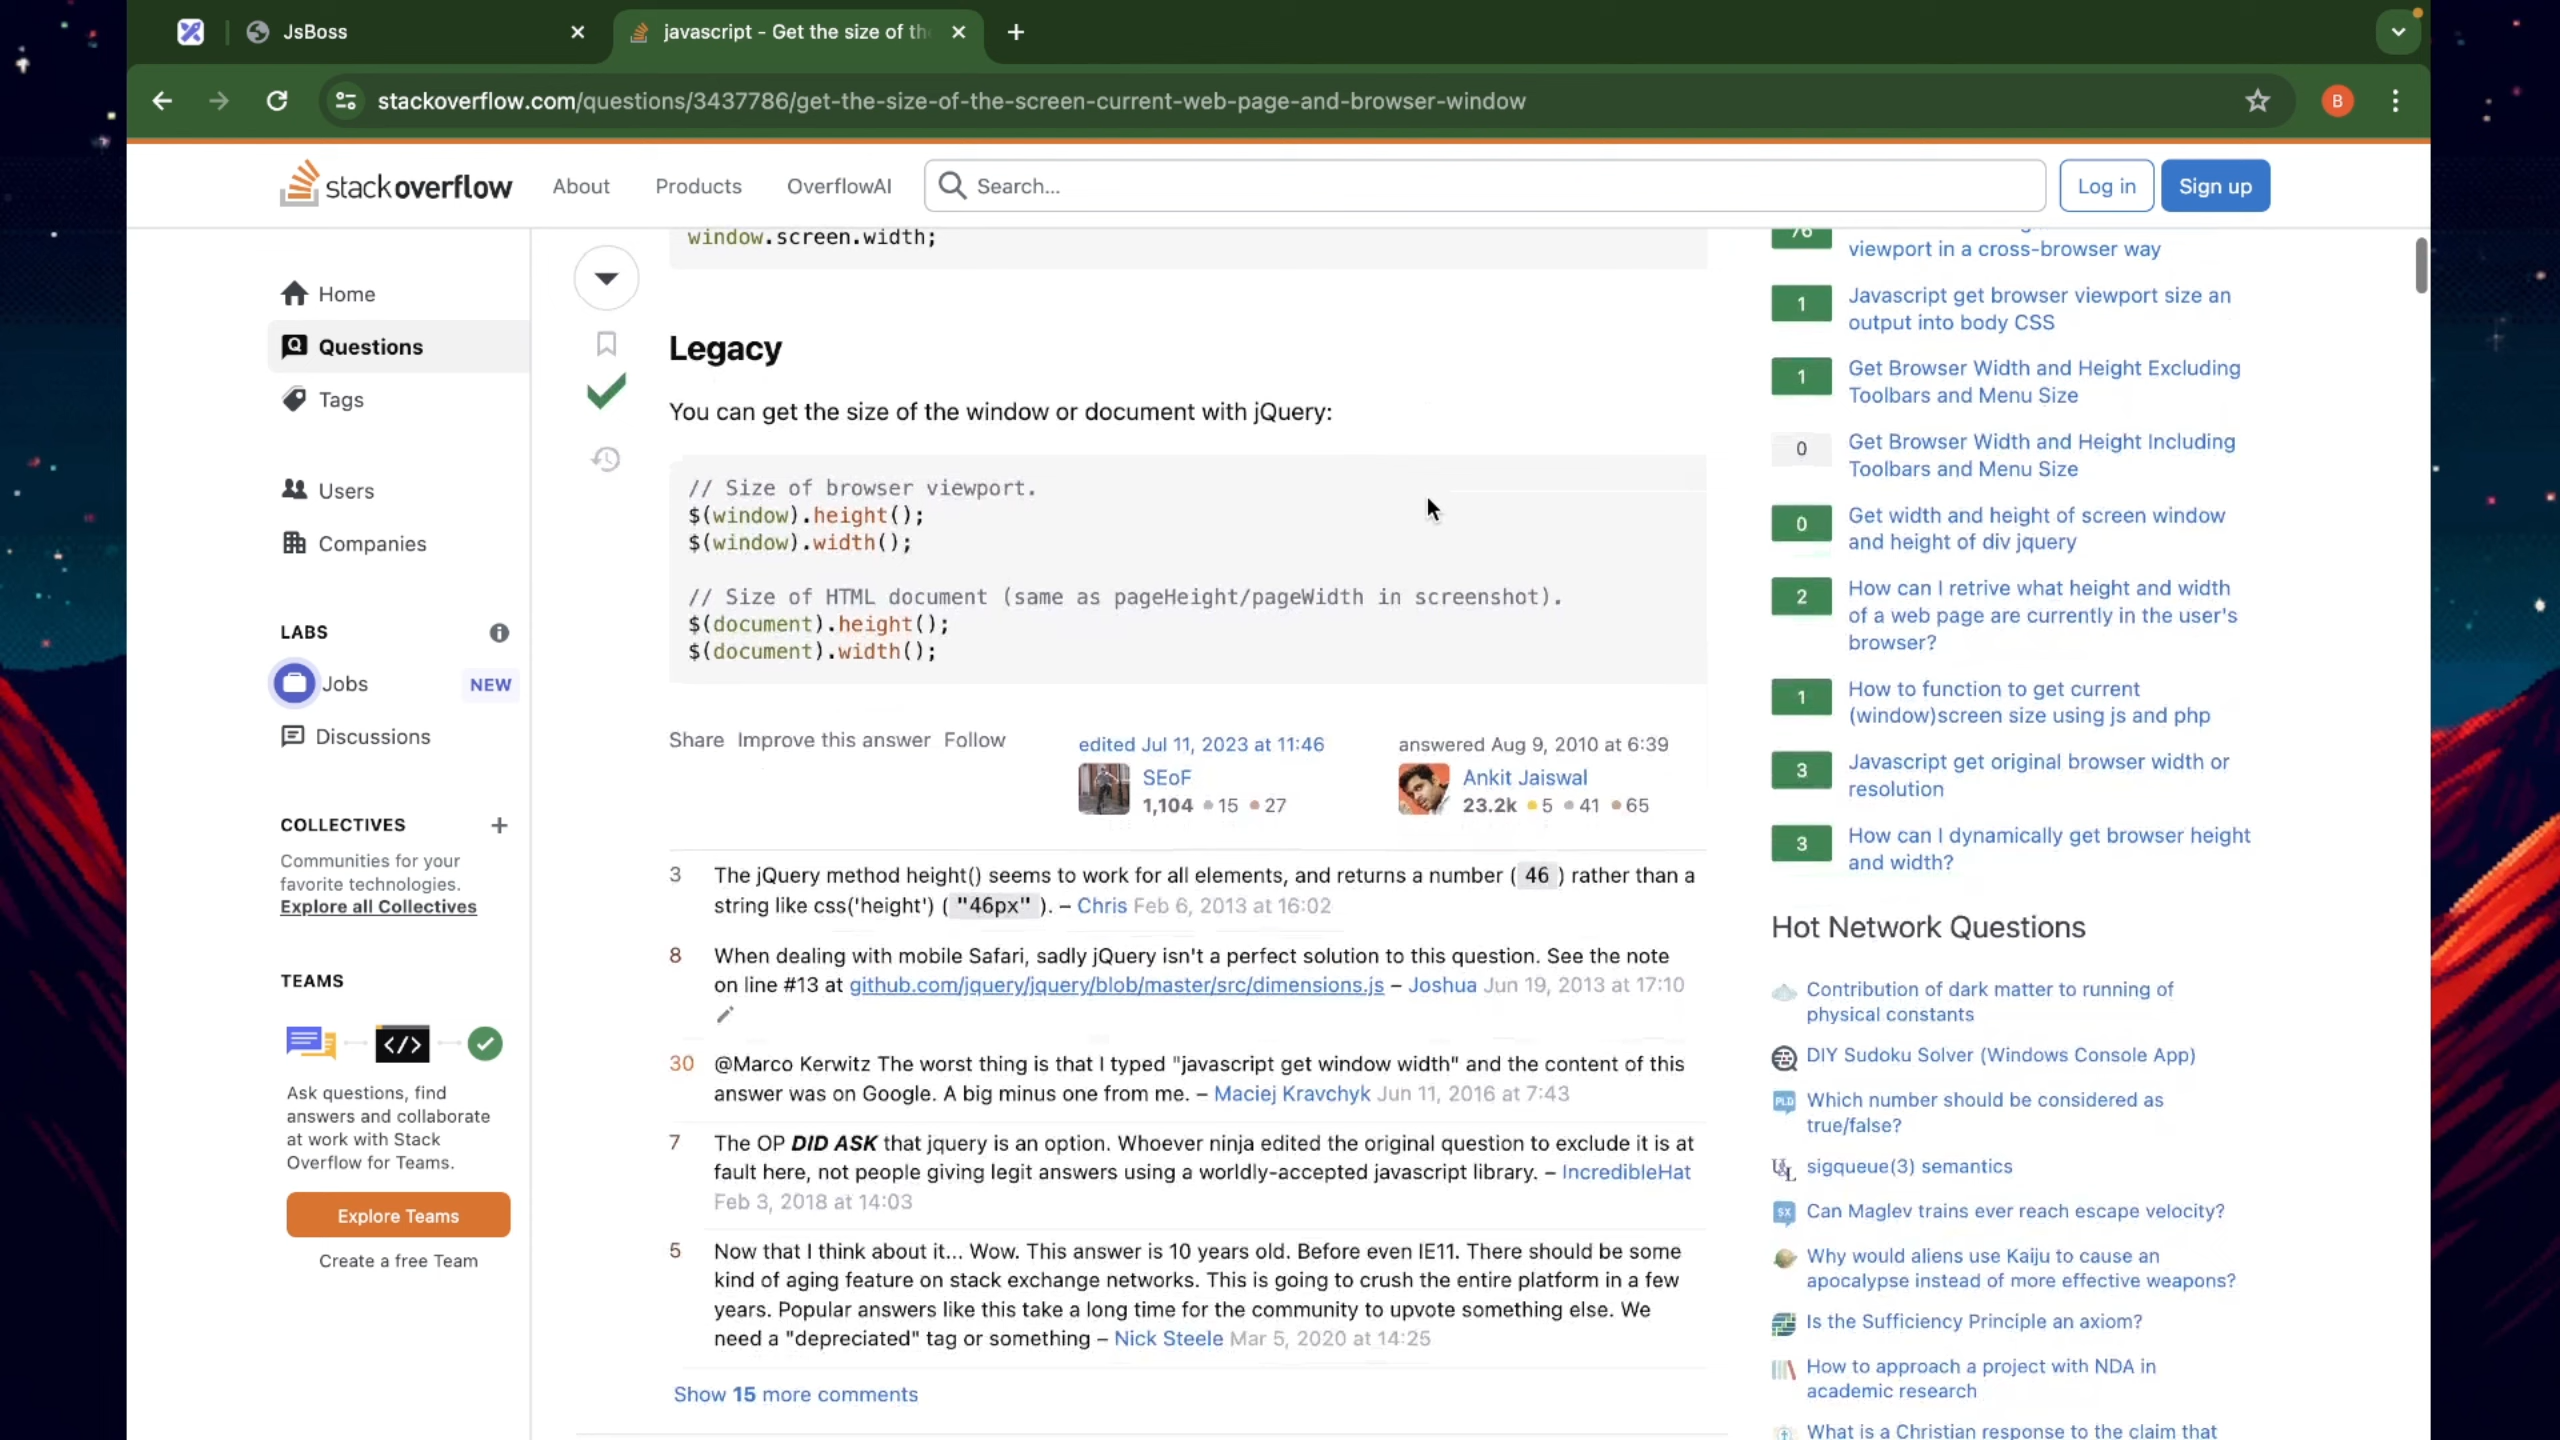 JsBoss
javascript - Get the size of th
stackoverflow.com/questions/3437786/get-the-size-of-the-screen-current-web-page-and-browser-window
B
stackoverflow
About
Products
OverflowAI
Search...
Log in
Sign up
Home
Questions
Tags
Users
Companies
LABS
Jobs
NEW
Discussions
COLLECTIVES
Communities for your
favorite technologies.
Explore all Collectives
TEAMS
</>
Ask questions, find
answers and collaborate
at work with Stack
Overflow for Teams.
Explore Teams
Create a free Team
window.screen.width;
Legacy
You can get the size of the window or document with jQuery:
// Size of browser viewport.
$(window).height();
$(window).width();
// Size of HTML document (same as pageHeight/pageWidth in screenshot).
$(document).height();
$(document).width();
Share Improve this answer Follow
edited Jul 11, 2023 at 11:46
SEoF
1,104 15 27
answered Aug 9, 2010 at 6:39
Ankit Jaiswal
23.2k 5 41 65
3 The jQuery method height() seems to work for all elements, and returns a number ( 46 ) rather than a
string like css('height') ( "46px" ). – Chris Feb 6, 2013 at 16:02
8 When dealing with mobile Safari, sadly jQuery isn't a perfect solution to this question. See the note
on line #13 at github.com/jquery/jquery/blob/master/src/dimensions.js – Joshua Jun 19, 2013 at 17:10
30 @Marco Kerwitz The worst thing is that I typed "javascript get window width" and the content of this
answer was on Google. A big minus one from me. – Maciej Kravchyk Jun 11, 2016 at 7:43
7 The OP DID ASK that jquery is an option. Whoever ninja edited the original question to exclude it is at
fault here, not people giving legit answers using a worldly-accepted javascript library. – IncredibleHat
Feb 3, 2018 at 14:03
5 Now that I think about it... Wow. This answer is 10 years old. Before even IE11. There should be some
kind of aging feature on stack exchange networks. This is going to crush the entire platform in a few
years. Popular answers like this take a long time for the community to upvote something else. We
need a "depreciated" tag or something – Nick Steele Mar 5, 2020 at 14:25
Show 15 more comments
76
viewport in a cross-browser way
1 Javascript get browser viewport size an
output into body CSS
1 Get Browser Width and Height Excluding
Toolbars and Menu Size
0 Get Browser Width and Height Including
Toolbars and Menu Size
0 Get width and height of screen window
and height of div jquery
2 How can I retrive what height and width
of a web page are currently in the user's
browser?
1 How to function to get current
(window)screen size using js and php
3 Javascript get original browser width or
resolution
3 How can I dynamically get browser height
and width?
Hot Network Questions
Contribution of dark matter to running of
physical constants
DIY Sudoku Solver (Windows Console App)
PLD Which number should be considered as
true/false?
U&L sigqueue(3) semantics
SX Can Maglev trains ever reach escape velocity?
Why would aliens use Kaiju to cause an
apocalypse instead of more effective weapons?
Is the Sufficiency Principle an axiom?
How to approach a project with NDA in
academic research
What is a Christian response to the claim that